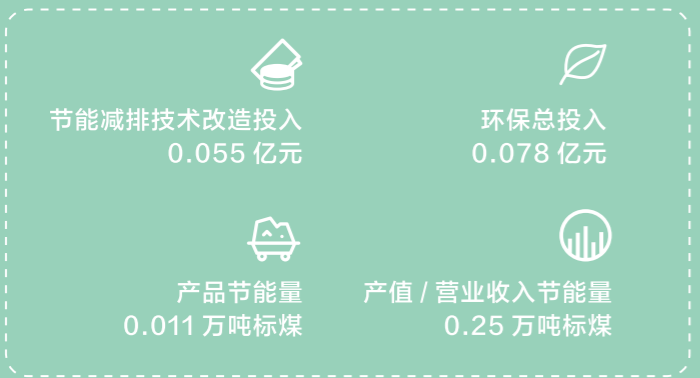 节能减排技术改造投入
0.055 亿元
环保总投入
0.078 亿元
产品节能量
0.011 万吨标煤
产值 / 营业收入节能量
0.25 万吨标煤